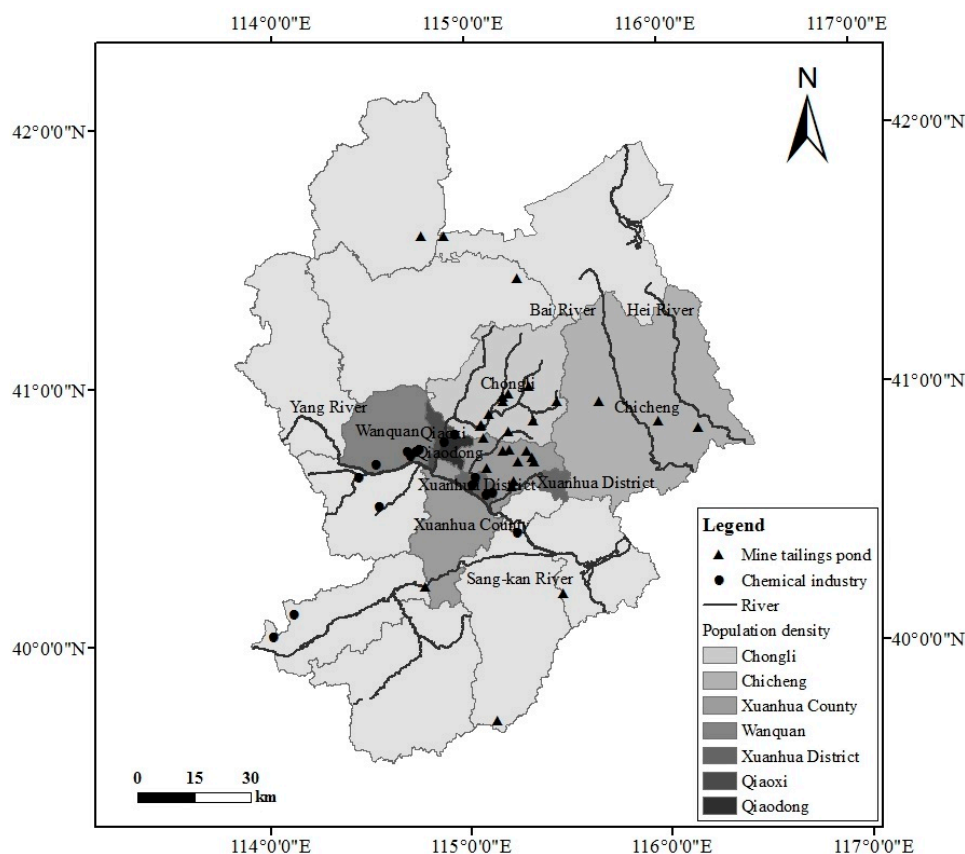 114°0'0"E 115°0'0"E 116°0'0"E 117°0'0"E
N
42°0'0"N 42°0'0"N
Bai River Hei River
41°0'0"N 41°0'0"N
Chongli
Yang River Chicheng
Wanquan Qiaoxi
Qiaodong
Xuanhua District Xuanhua District
Xuanhua County
Sang-kan River
40°0'0"N 40°0'0"N
Legend
Mine tailings pond
Chemical industry
River
Population density
Chongli
Chicheng
Xuanhua County
Wanquan
Xuanhua District
Qiaoxi
Qiaodong
0 15 30
km
114°0'0"E 115°0'0"E 116°0'0"E 117°0'0"E